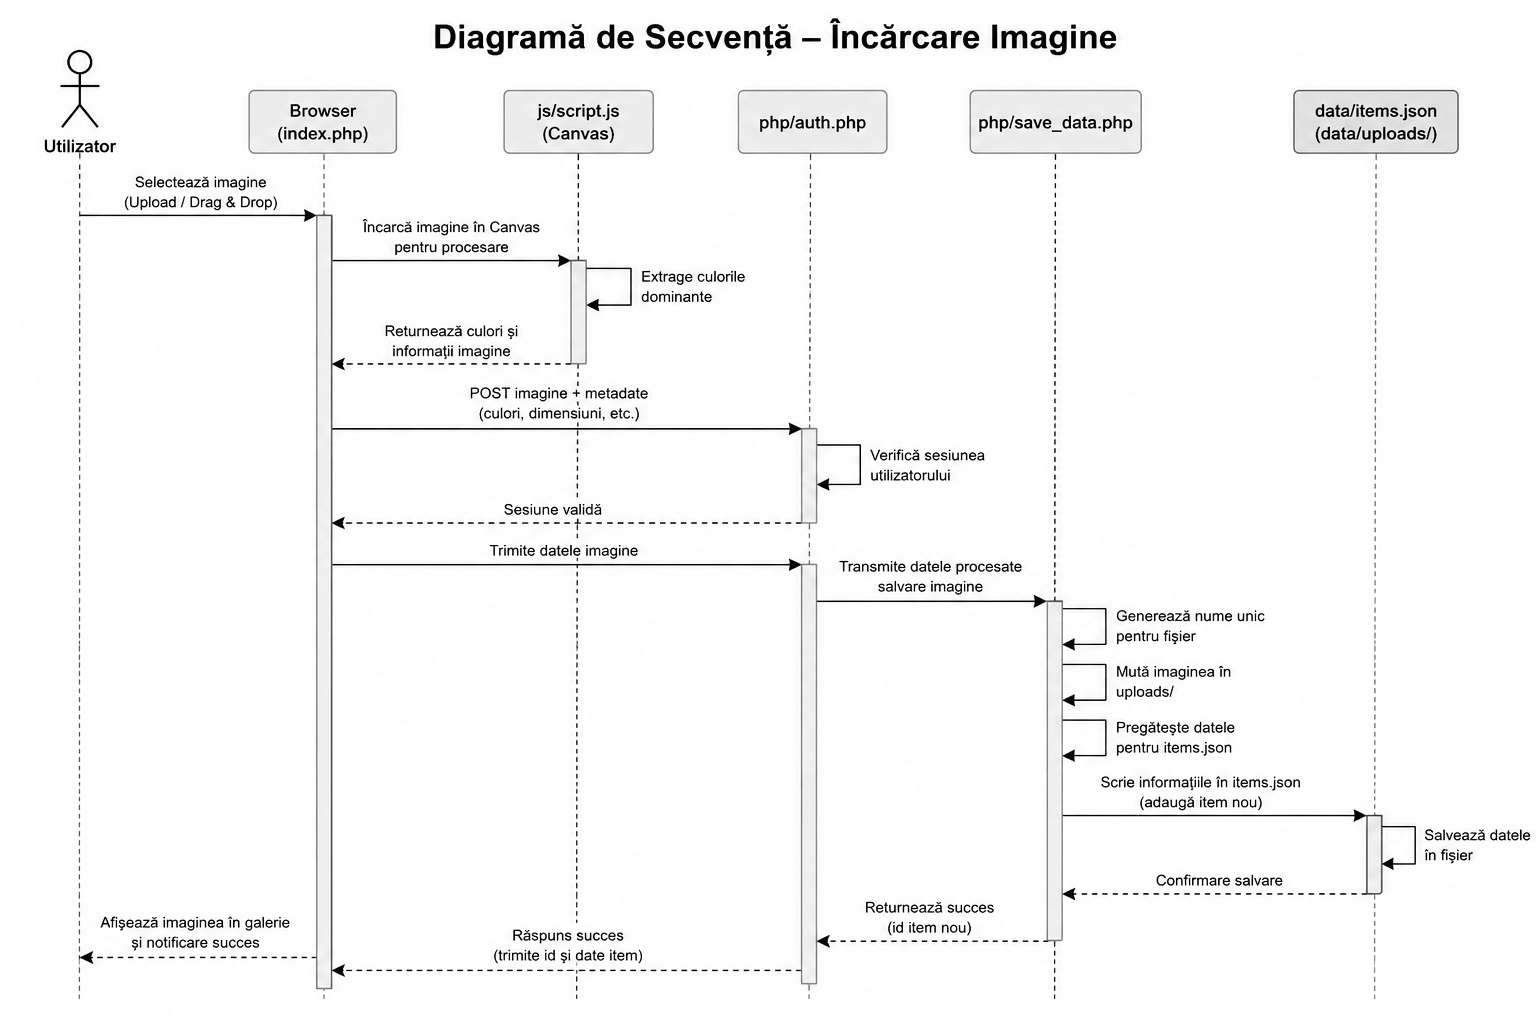 Diagramă de Secvență – Încărcare Imagine
Utilizator
Browser
(index.php)
js/script.js
(Canvas)
php/auth.php
php/save_data.php
data/items.json
(data/uploads/)
Selectează imagine
(Upload / Drag & Drop)
Încarcă imagine în Canvas
pentru procesare
Extrage culorile
dominante
Returnează culori și
informații imagine
POST imagine + metadate
(culori, dimensiuni, etc.)
Verifică sesiunea
utilizatorului
Sesiune validă
Trimite datele imagine
Transmite datele procesate
salvare imagine
Generează nume unic
pentru fișier
Mută imaginea în
uploads/
Pregătește datele
pentru items.json
Scrie informațiile în items.json
(adaugă item nou)
Salvează datele
în fișier
Confirmare salvare
Returnează succes
(id item nou)
Răspuns succes
(trimite id și date item)
Afișează imaginea în galerie
și notificare succes